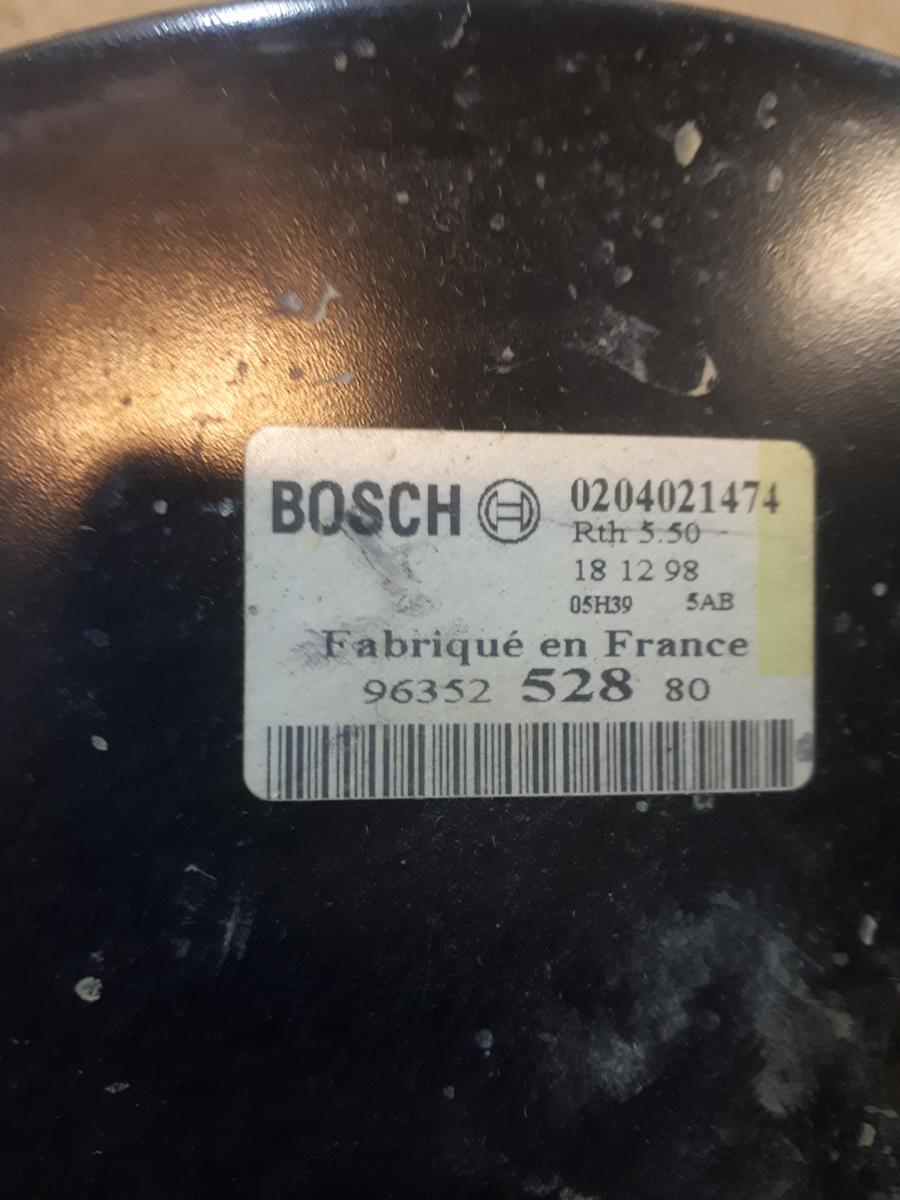 BOSCH 0204021474
Rth 5.50
18 12 98
05H39 5AB
Fabriqué en France
96352 528 80